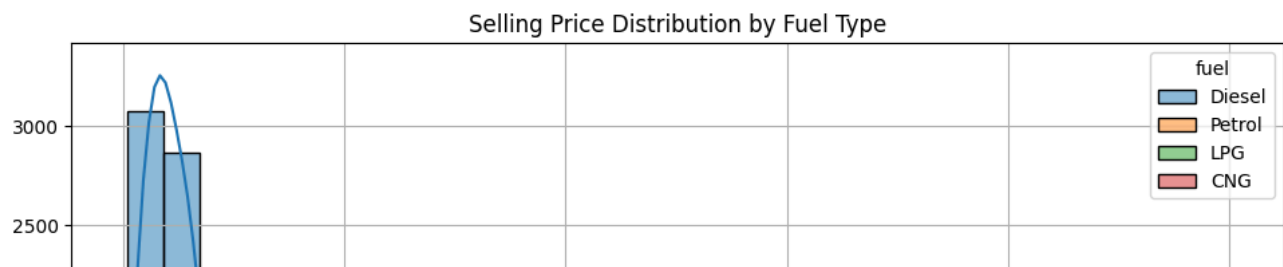 Selling Price Distribution by Fuel Type
fuel
Diesel
Petrol
LPG
CNG
3000
2500